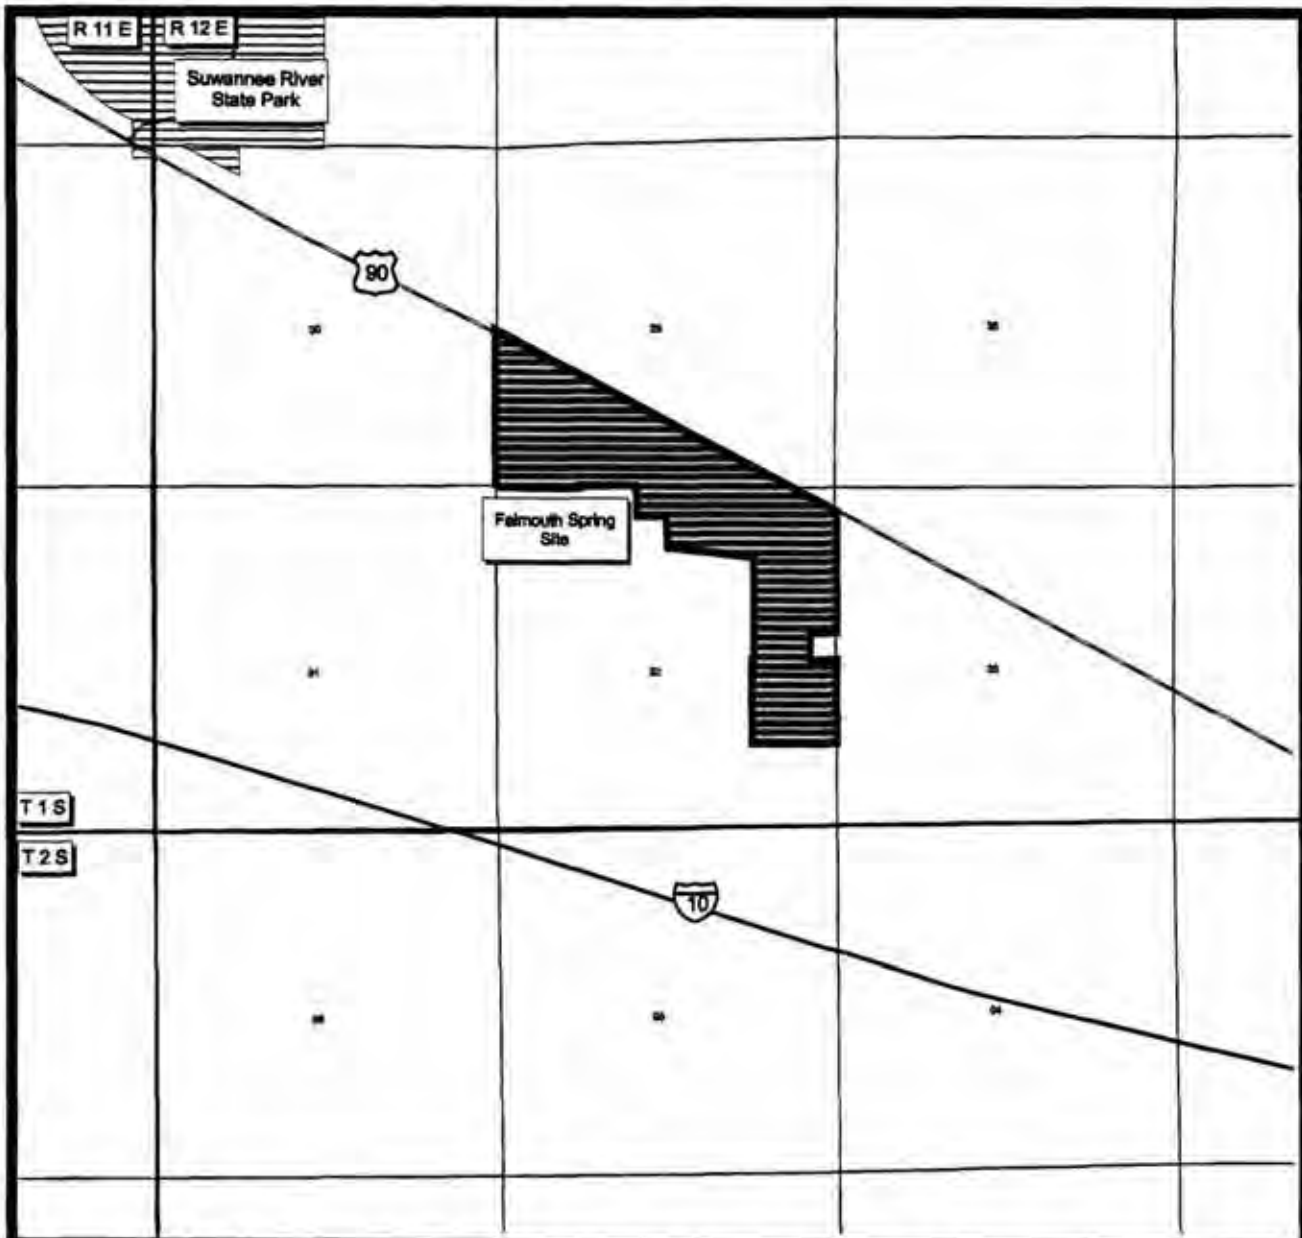 R 11 E
R 12 E
Suwannee River
State Park
90
Falmouth Spring
Site
T 1 S
T 2 S
10